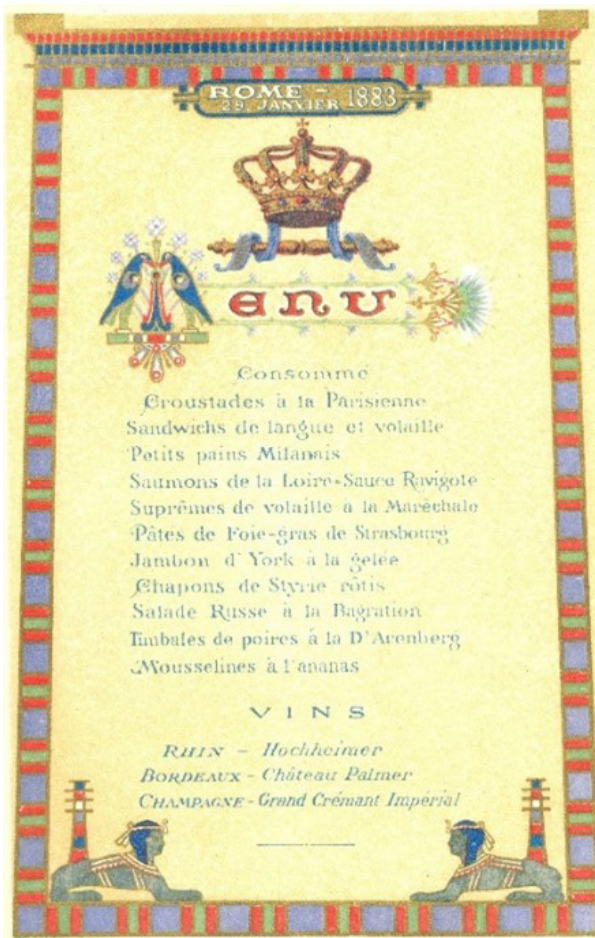 ROME -
29. JANVIER 1883
MENU
Consommé
Croustades à la Parisienne
Sandwichs de langue et volaille
Petits pains Milanais
Saumons de la Loire-Sauce Ravigote
Suprêmes de volaille à la Maréchale
Pâtés de Foie-gras de Strasbourg
Jambon d'York à la gelée
Chapons de Styrie rôtis
Salade Russe à la Bagration
Timbales de poires à la D'Arenberg
Mousselines à l'ananas
VINS
RHIN - Hochheimer
BORDEAUX - Château Palmer
CHAMPAGNE - Grand Crémant Impérial